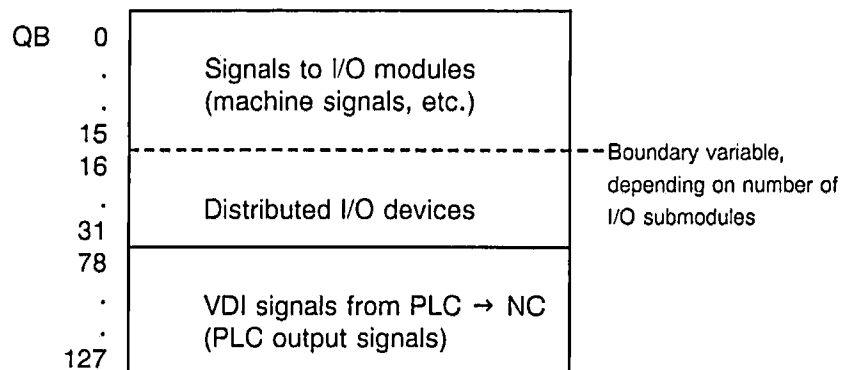 QB 0
.
.
15
Signals to I/O modules
(machine signals, etc.)
16
.
31
Distributed I/O devices
Boundary variable,
depending on number of
I/O submodules
78
.
.
127
VDI signals from PLC → NC
(PLC output signals)